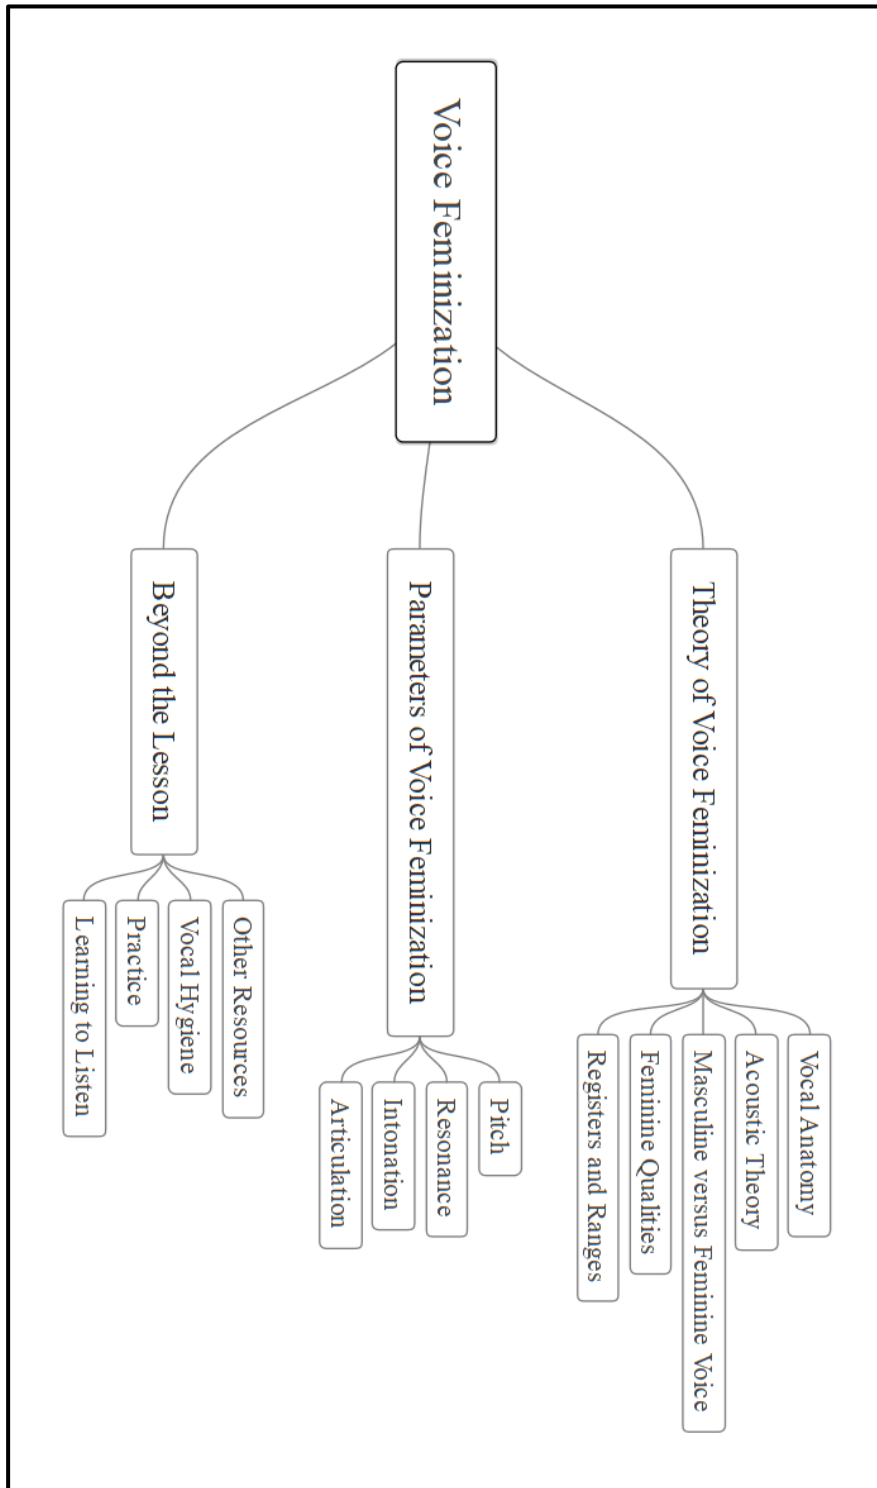 Voice Feminization
Theory of Voice Feminization
Vocal Anatomy
Acoustic Theory
Masculine versus Feminine Voice
Feminine Qualities
Registers and Ranges
Parameters of Voice Feminization
Pitch
Resonance
Intonation
Articulation
Beyond the Lesson
Other Resources
Vocal Hygiene
Practice
Learning to Listen